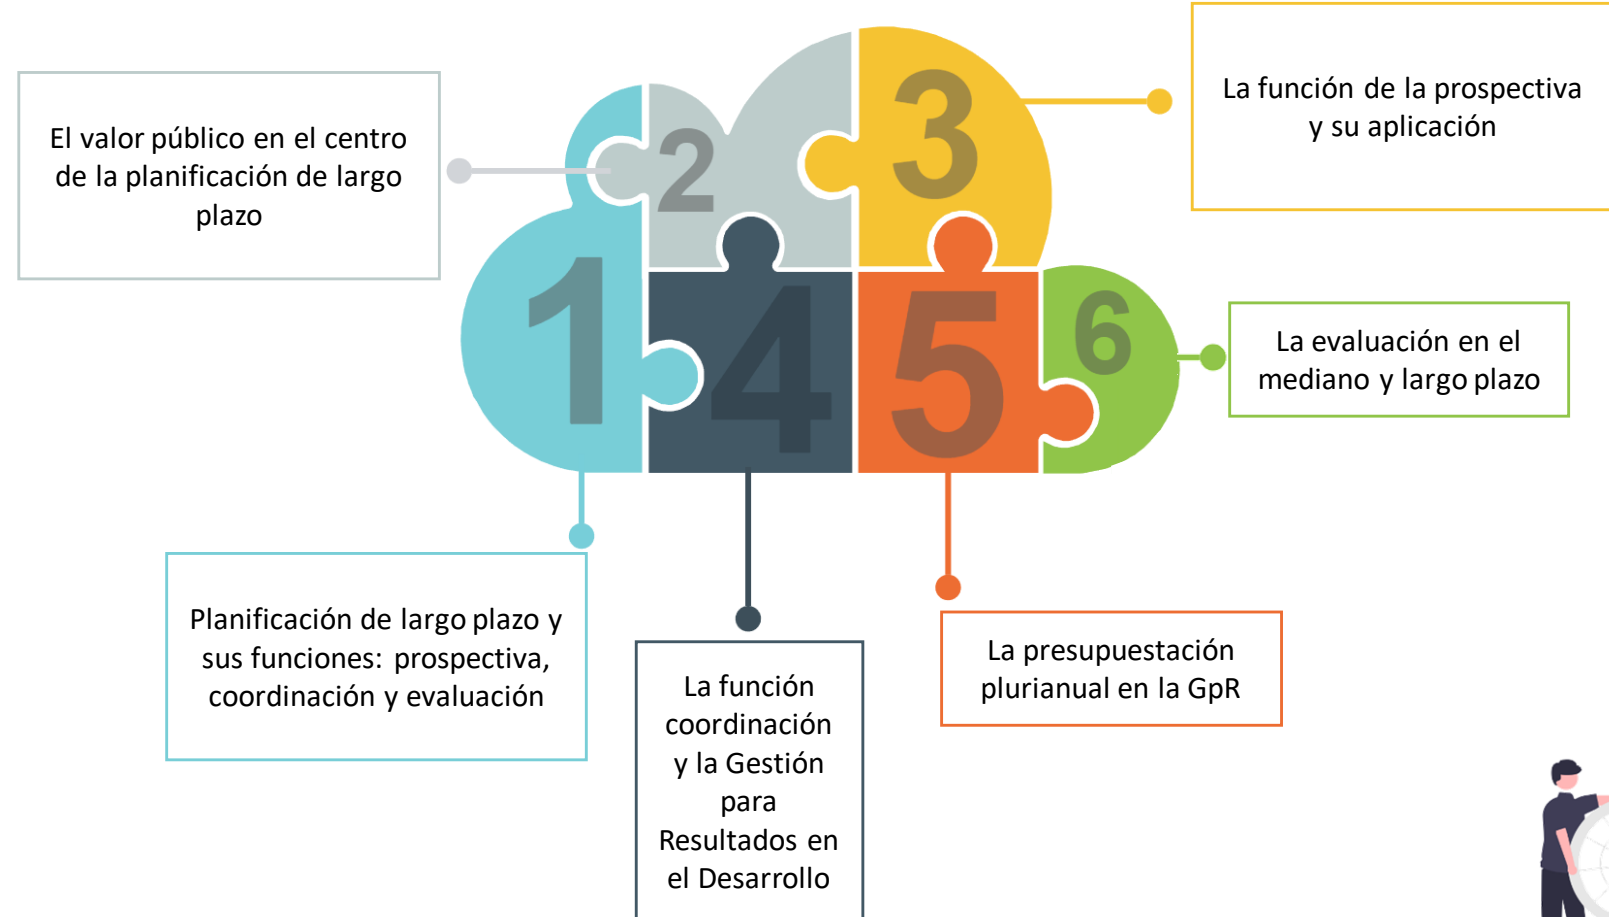 El valor público en el centro
de la planificación de largo
plazo
2
3
La función de la prospectiva
y su aplicación
1
4
5
6
La evaluación en el
mediano y largo plazo
Planificación de largo plazo y
sus funciones: prospectiva,
coordinación y evaluación
La función
coordinación
y la Gestión
para
Resultados en
el Desarrollo
La presupuestación
plurianual en la GpR